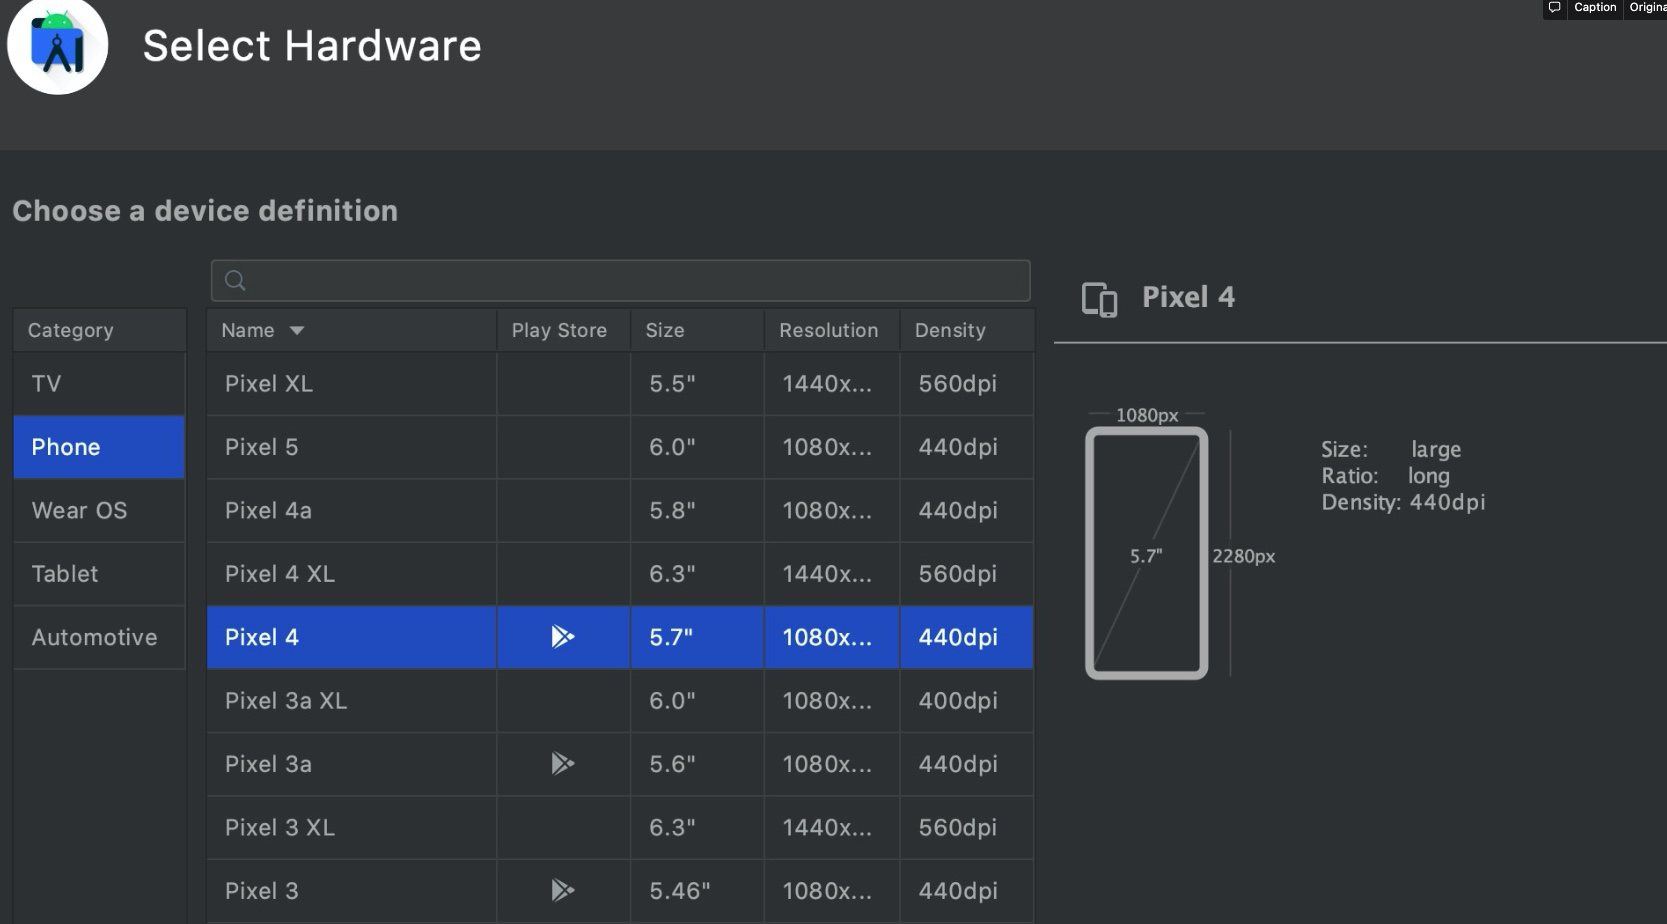 Caption Origina
Select Hardware
Choose a device definition
Category
TV
Phone
Wear OS
Tablet
Automotive
Name Play Store Size Resolution Density
Pixel XL 5.5" 1440x... 560dpi
Pixel 5 6.0" 1080x... 440dpi
Pixel 4a 5.8" 1080x... 440dpi
Pixel 4 XL 6.3" 1440x... 560dpi
Pixel 4 5.7" 1080x... 440dpi
Pixel 3a XL 6.0" 1080x... 400dpi
Pixel 3a 5.6" 1080x... 440dpi
Pixel 3 XL 6.3" 1440x... 560dpi
Pixel 3 5.46" 1080x... 440dpi
Pixel 4
1080px
5.7"
2280px
Size: large
Ratio: long
Density: 440dpi